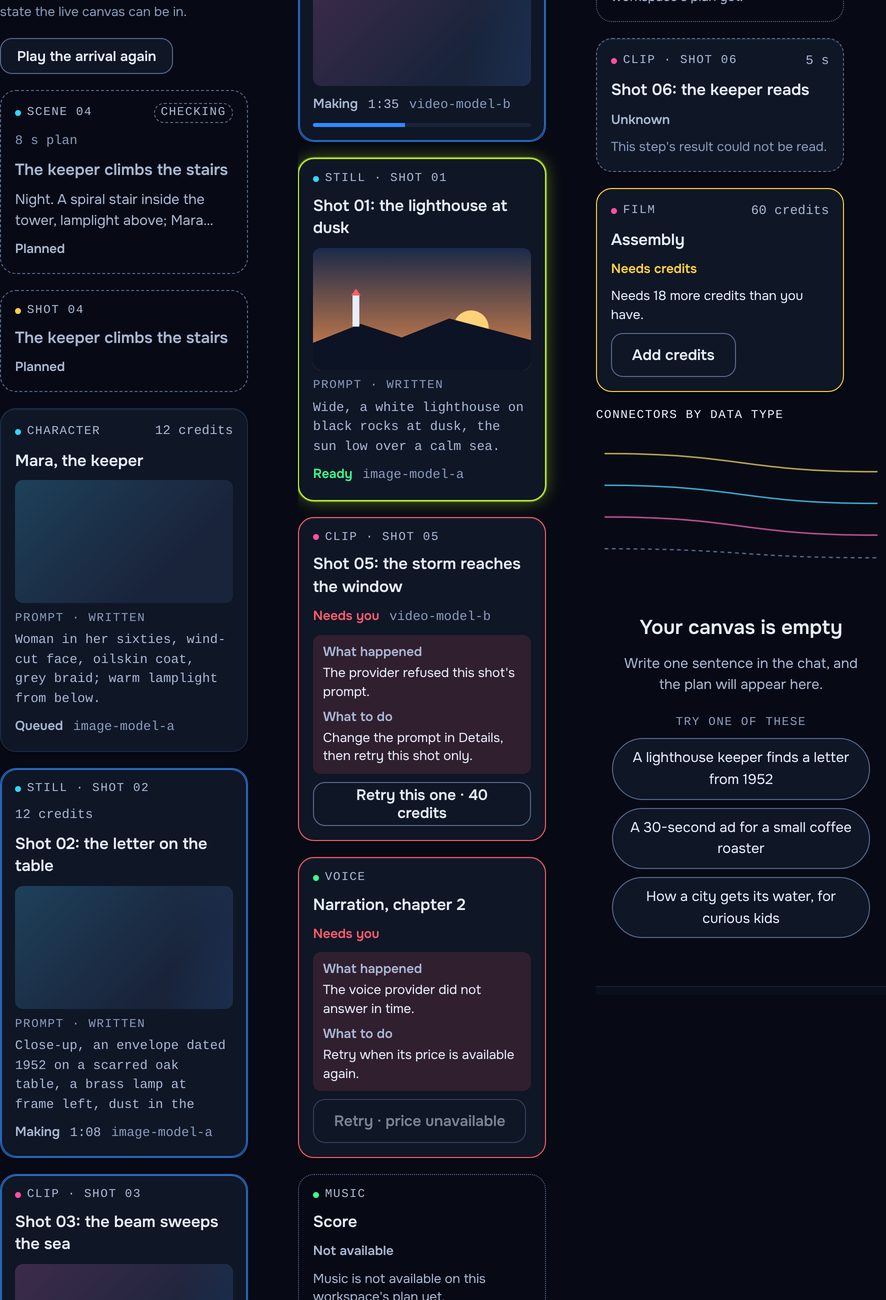 state the live canvas can be in.
Play the arrival again
SCENE 04
CHECKING
8 s plan
The keeper climbs the stairs
Night. A spiral stair inside the
tower, lamplight above; Mara...
Planned
SHOT 04
The keeper climbs the stairs
Planned
CHARACTER
12 credits
Mara, the keeper
PROMPT · WRITTEN
Woman in her sixties, wind-
cut face, oilskin coat,
grey braid; warm lamplight
from below.
Queued image-model-a
STILL · SHOT 02
12 credits
Shot 02: the letter on the
table
PROMPT · WRITTEN
Close-up, an envelope dated
1952 on a scarred oak
table, a brass lamp at
frame left, dust in the
Making 1:08 image-model-a
CLIP · SHOT 03
Shot 03: the beam sweeps
the sea
Making 1:35 video-model-b
STILL · SHOT 01
Shot 01: the lighthouse at
dusk
PROMPT · WRITTEN
Wide, a white lighthouse on
black rocks at dusk, the
sun low over a calm sea.
Ready image-model-a
CLIP · SHOT 05
Shot 05: the storm reaches
the window
Needs you video-model-b
What happened
The provider refused this shot's
prompt.
What to do
Change the prompt in Details,
then retry this shot only.
Retry this one · 40
credits
VOICE
Narration, chapter 2
Needs you
What happened
The voice provider did not
answer in time.
What to do
Retry when its price is available
again.
Retry · price unavailable
MUSIC
Score
Not available
Music is not available on this
workspace's plan yet.
workspace's plan yet.
CLIP · SHOT 06
5 s
Shot 06: the keeper reads
Unknown
This step's result could not be read.
FILM
60 credits
Assembly
Needs credits
Needs 18 more credits than you
have.
Add credits
CONNECTORS BY DATA TYPE
Your canvas is empty
Write one sentence in the chat, and
the plan will appear here.
TRY ONE OF THESE
A lighthouse keeper finds a letter
from 1952
A 30-second ad for a small coffee
roaster
How a city gets its water, for
curious kids